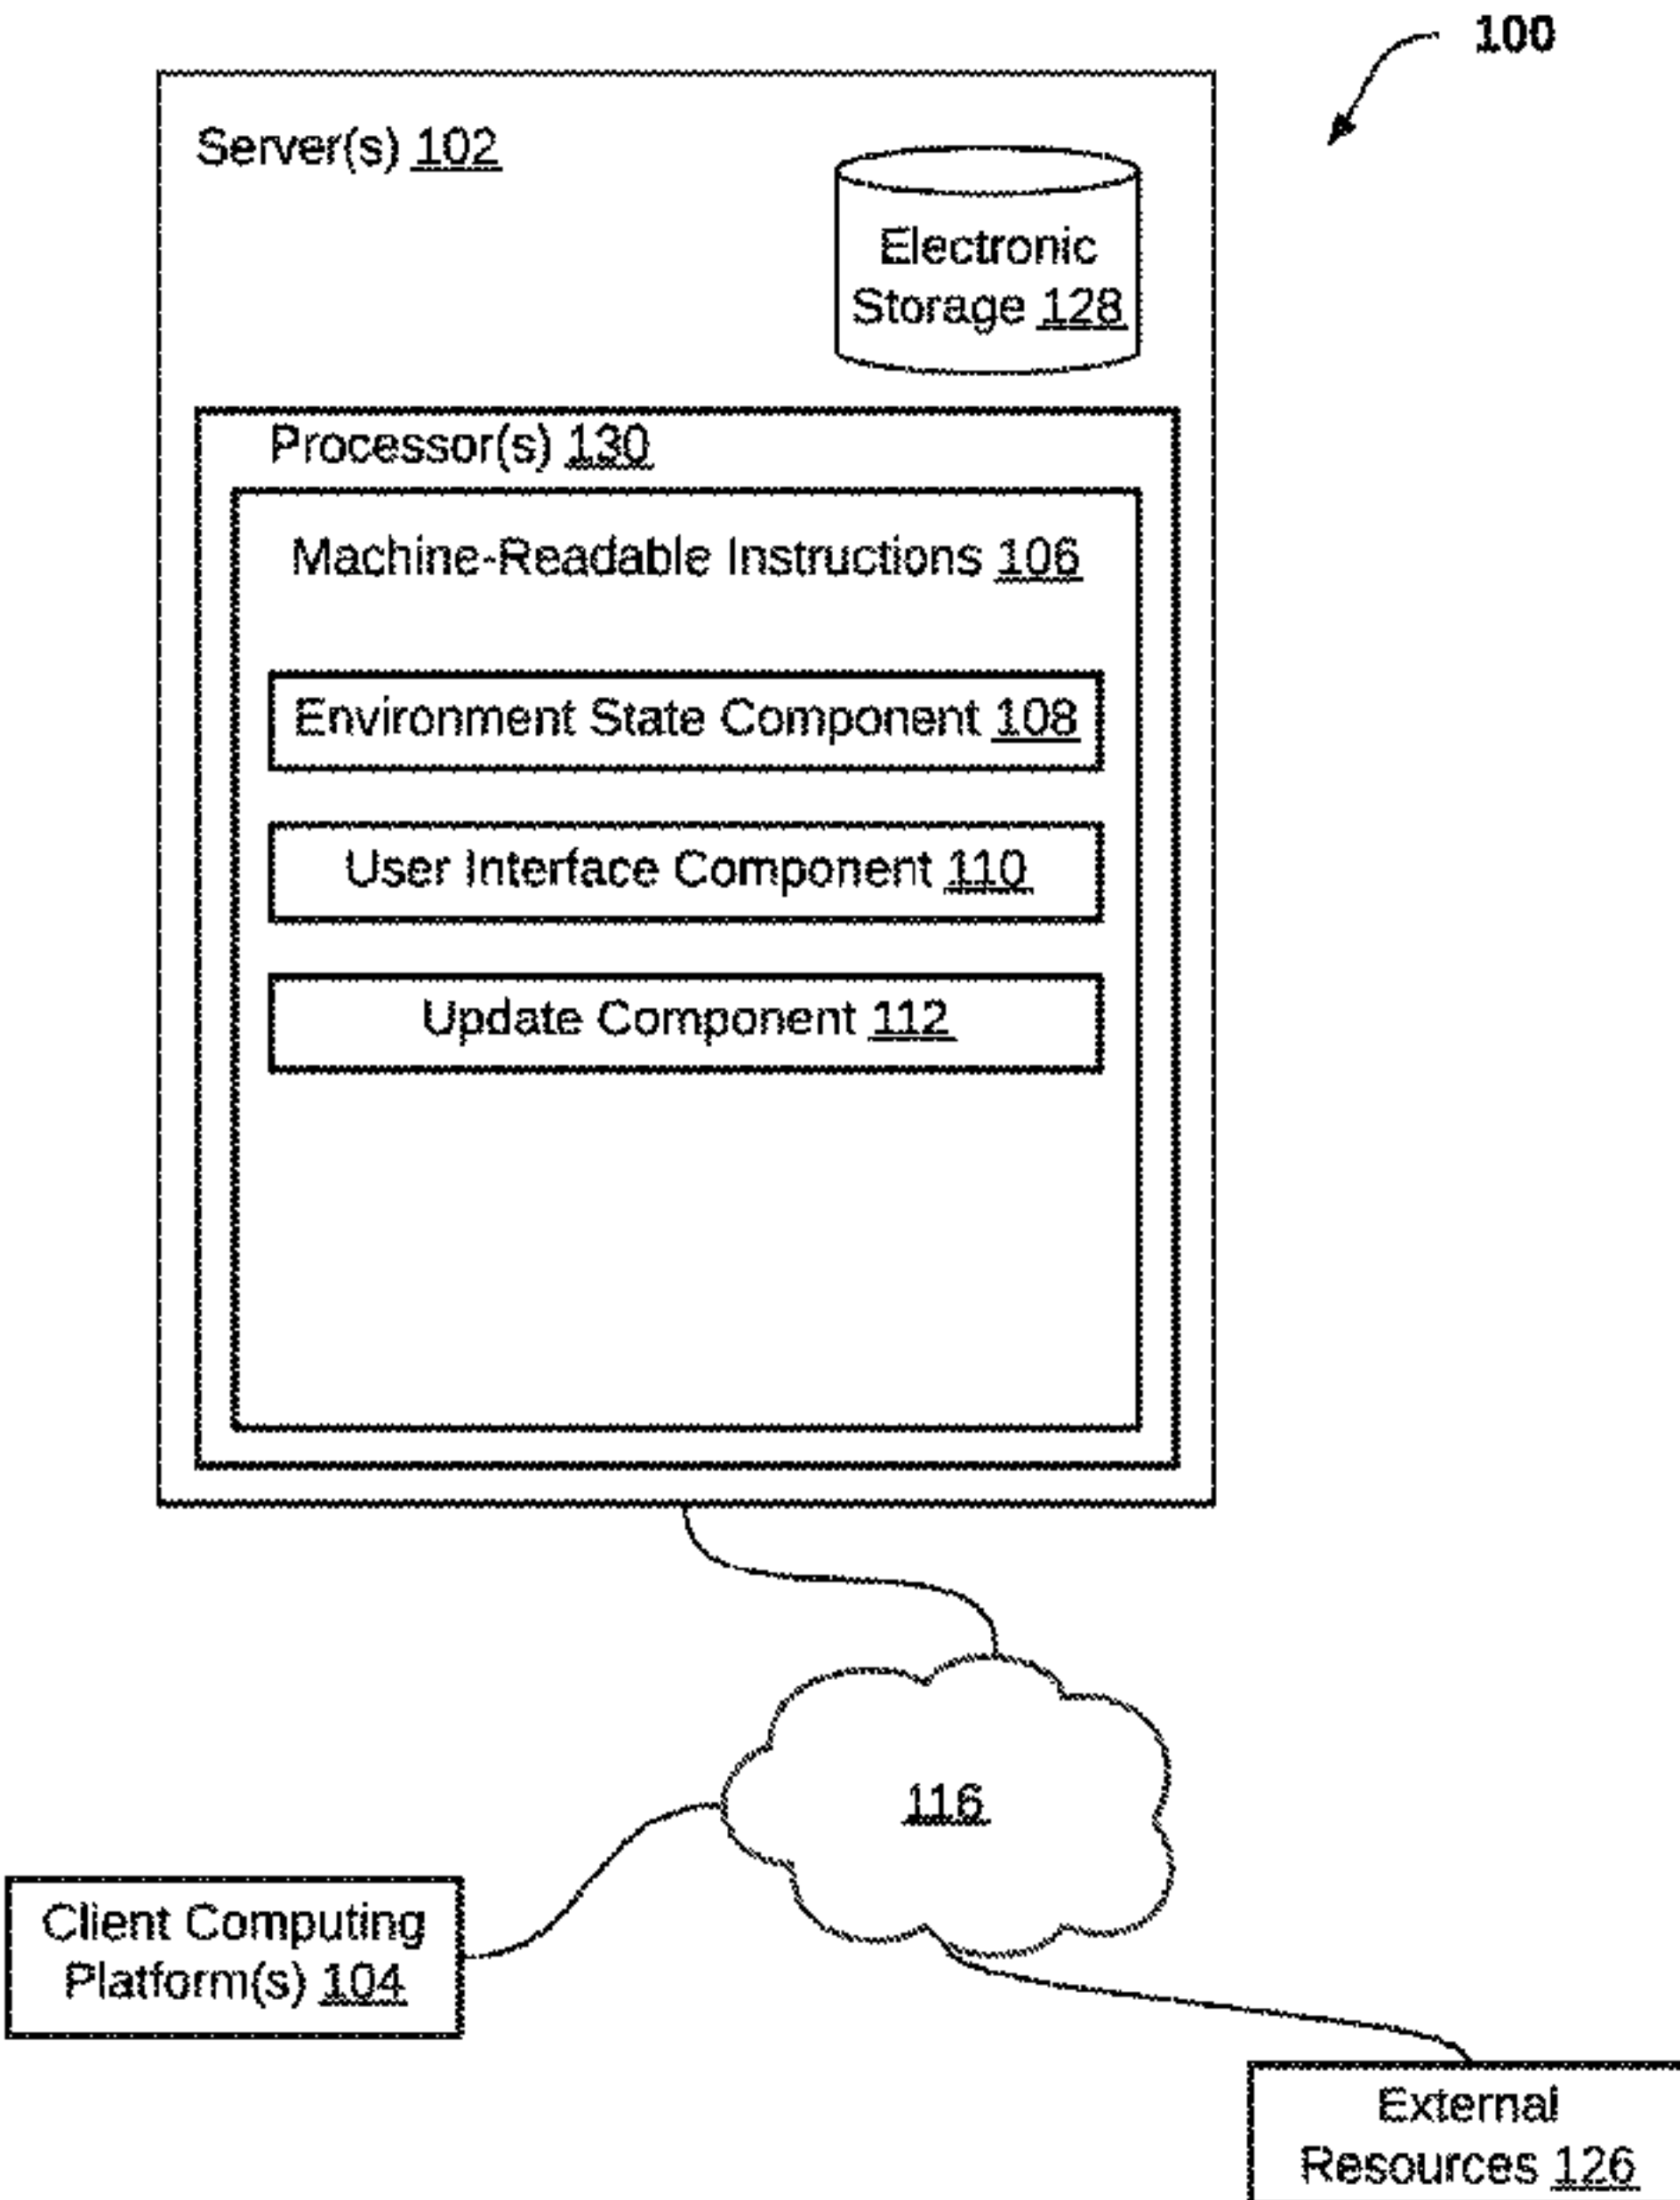 100
Server(s) 102
Electronic
Storage 128
Processor(s) 130
Machine-Readable Instructions 106
Environment State Component 108
User Interface Component 110
Update Component 112
116
Client Computing
Platform(s) 104
External
Resources 126